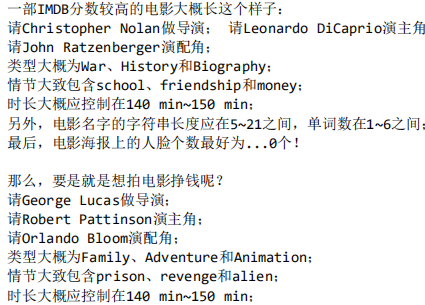 一部IMDB分数较高的电影大概长这个样子:
请Christopher Nolan做导演; 请Leonardo DiCaprio演主角
请John Ratzenberger演配角;
类型大概为War、History和Biography;
情节大致包含school、friendship和money;
时长大概应控制在140 min~150 min;
另外，电影名字的字符串长度应在5~21之间，单词数在1~6之间;
最后，电影海报上的人脸个数最好为...0个!
那么，要是就是想拍电影挣钱呢?
请George Lucas做导演;
请Robert Pattinson演主角;
请Orlando Bloom演配角;
类型大概为Family、Adventure和Animation;
情节大致包含prison、revenge和alien;
时长大概应控制在140 min~150 min;